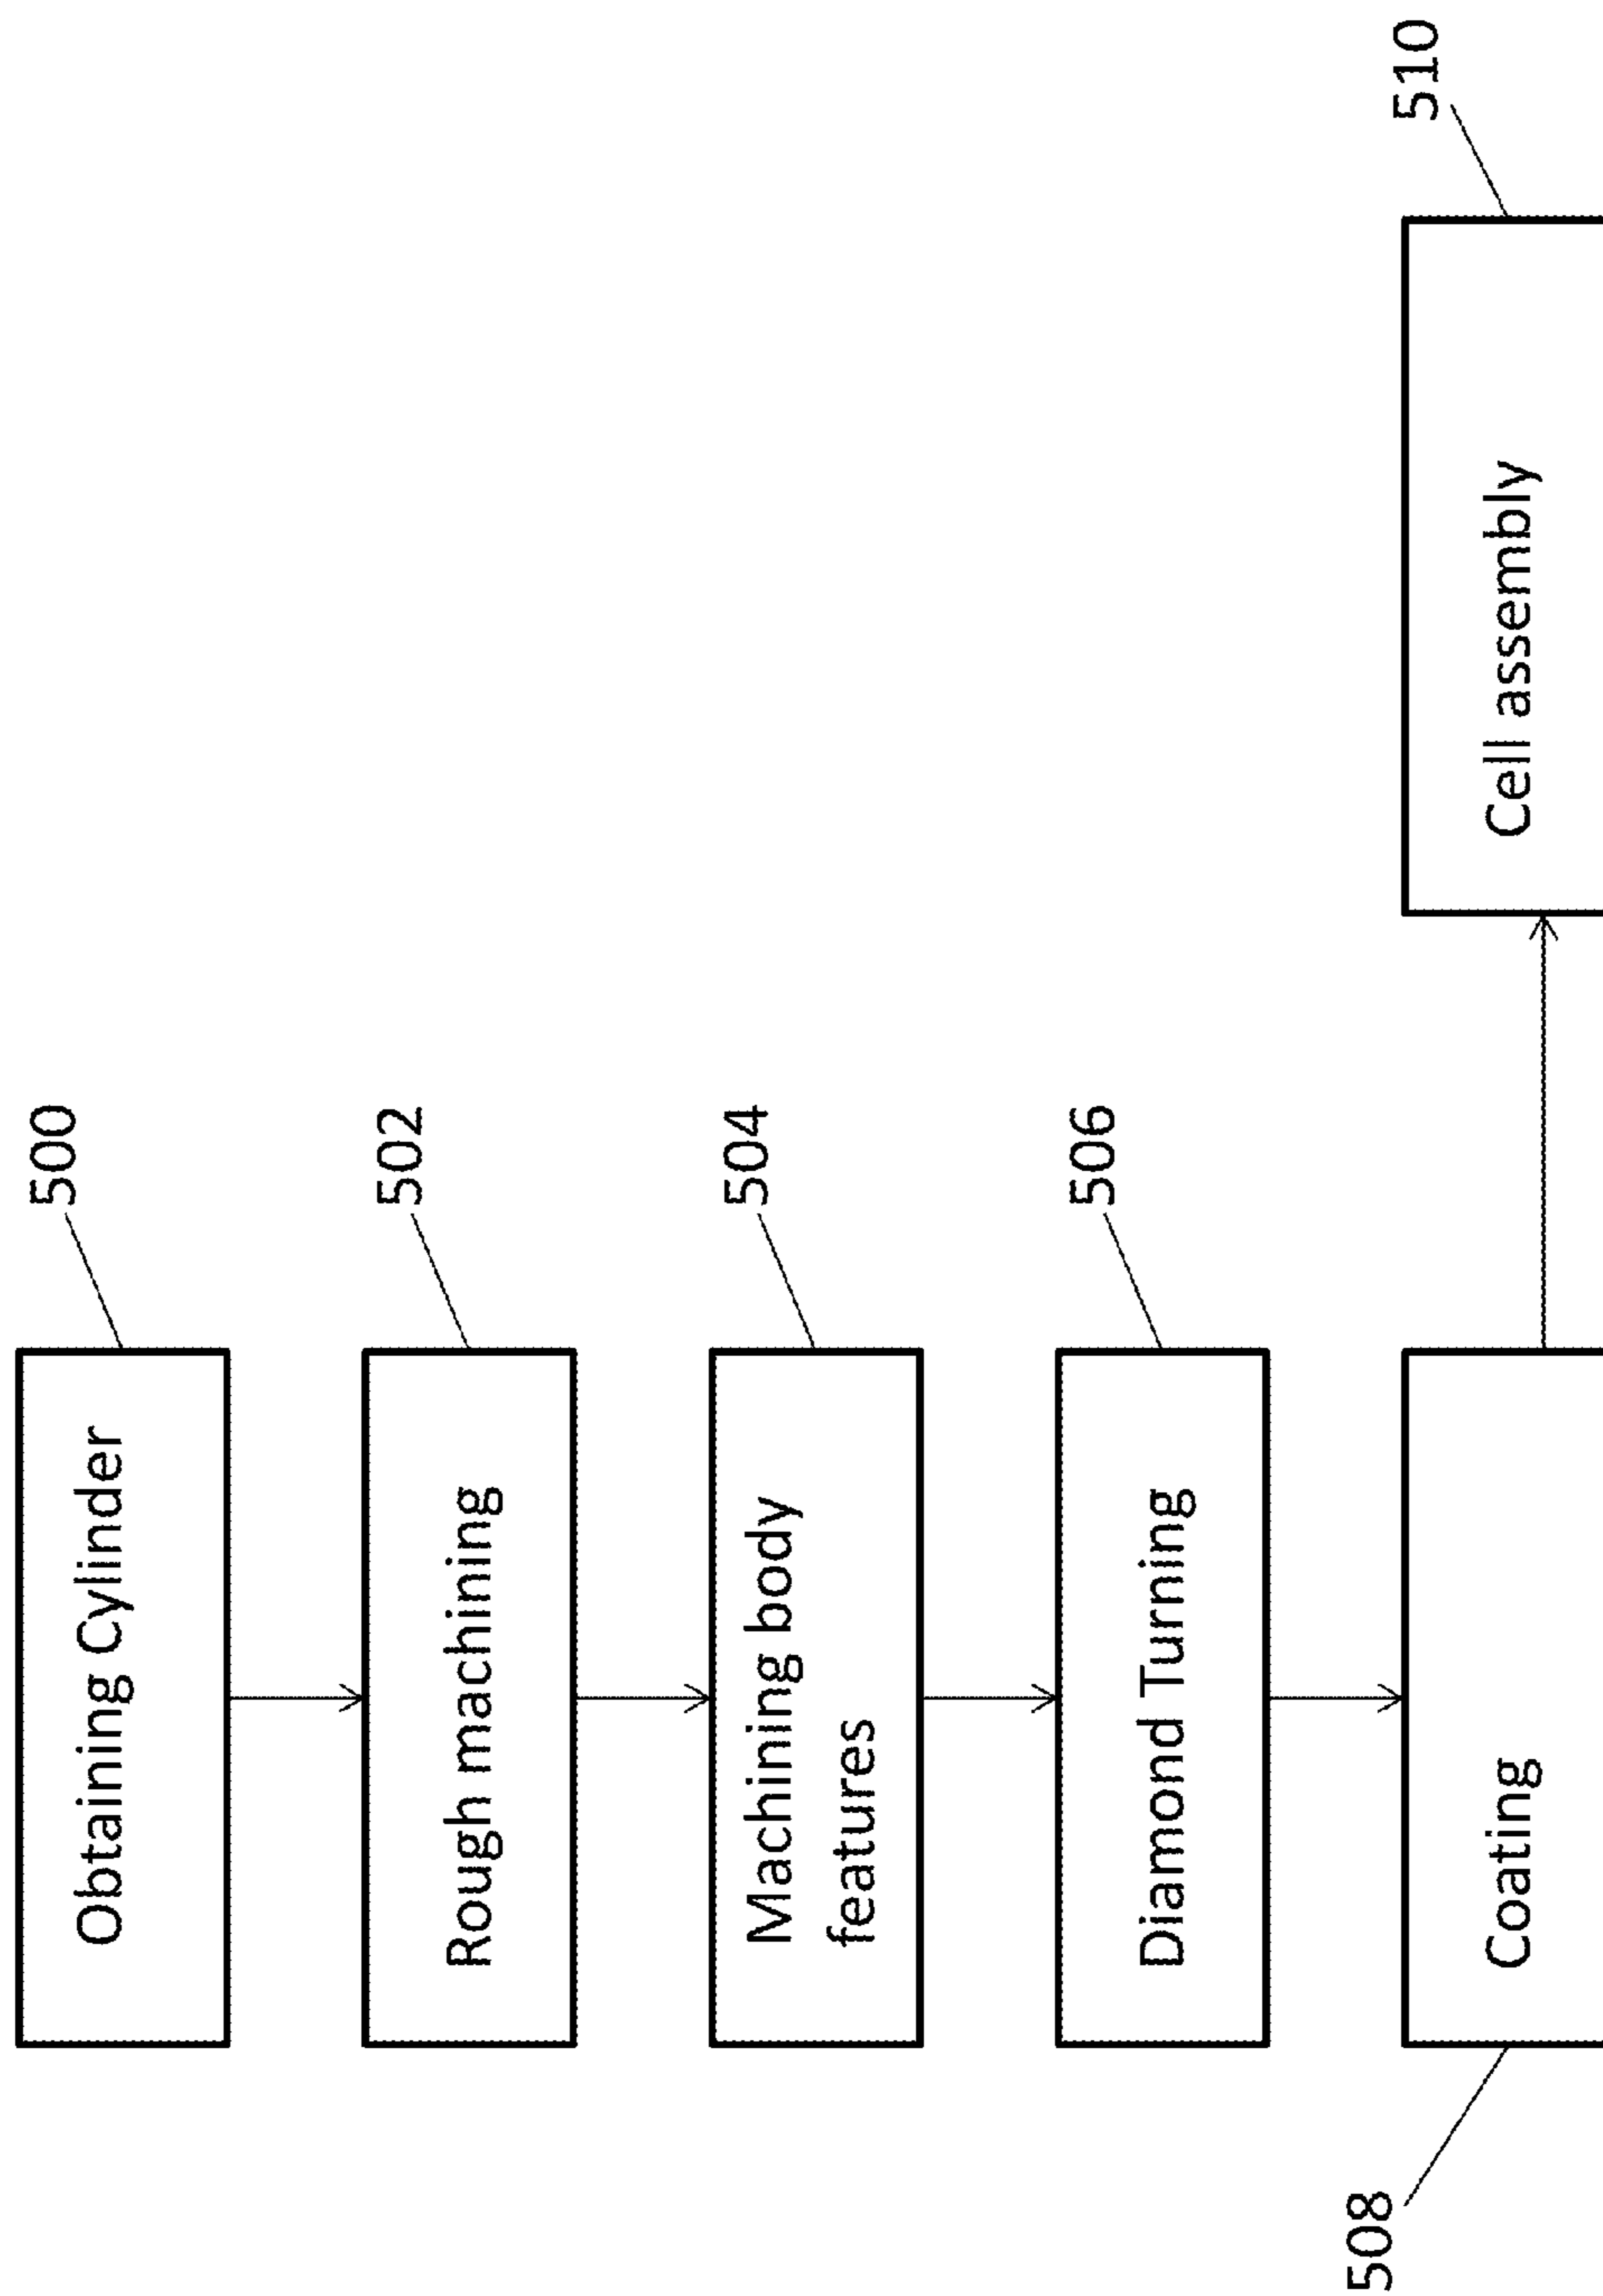 500
Obtaining Cylinder
502
Rough machining
504
Machining body
features
506
Diamond Turning
508
Coating
510
Cell assembly